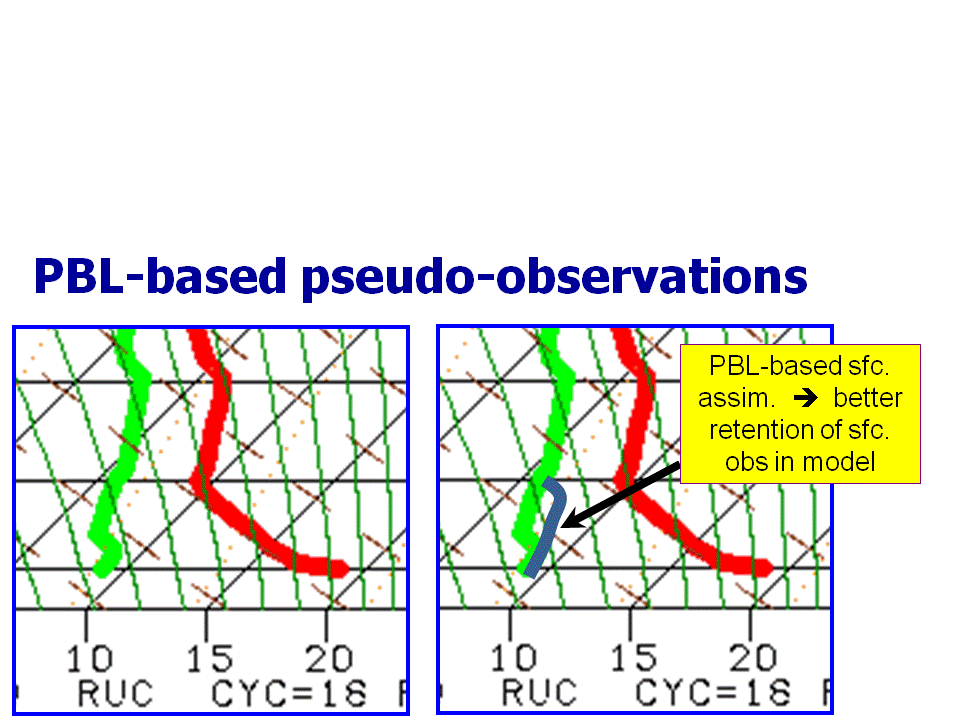 PBL-based pseudo-observations
PBL-based sfc.
assim. ➔ better
retention of sfc.
obs in model
10 15 20
RUC CYC=18
10 15 20
RUC CYC=18